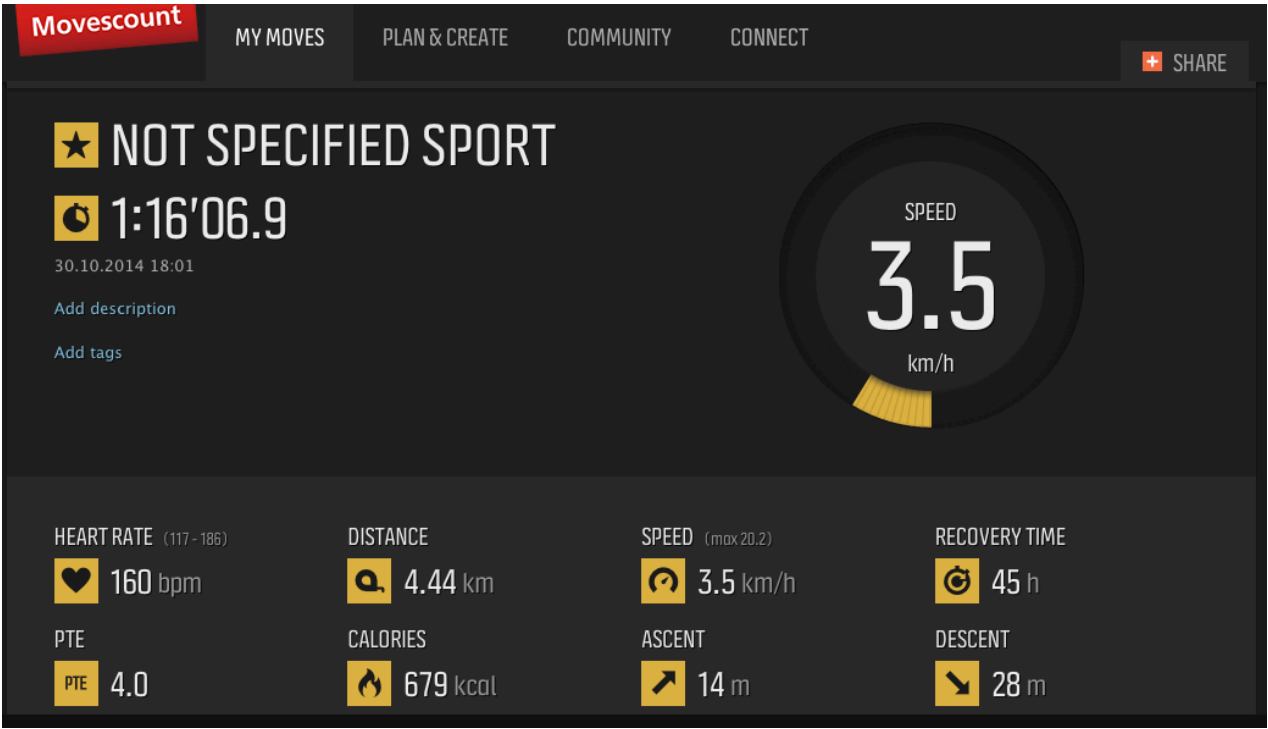 Movescount
MY MOVES PLAN & CREATE COMMUNITY CONNECT
SHARE
NOT SPECIFIED SPORT
1:16'06.9
30.10.2014 18:01
Add description
Add tags
SPEED
3.5
km/h
HEART RATE (117-186) DISTANCE SPEED (max 20.2) RECOVERY TIME
160 bpm 4.44 km 3.5 km/h 45 h
PTE CALORIES ASCENT DESCENT
PTE 4.0 679 kcal 14 m 28 m